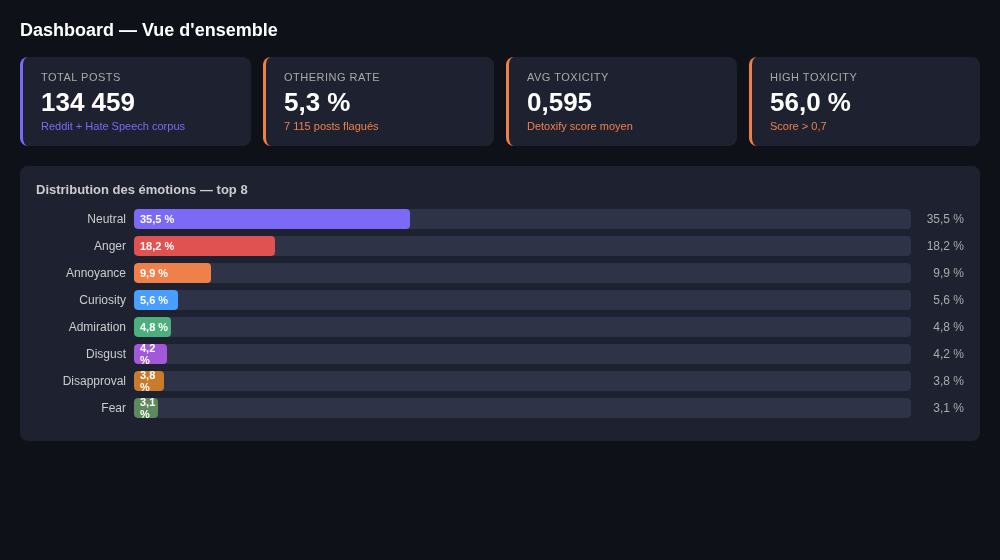 Dashboard — Vue d'ensemble
TOTAL POSTS
134 459
Reddit + Hate Speech corpus
OTHERING RATE
5,3 %
7 115 posts flagués
AVG TOXICITY
0,595
Detoxify score moyen
HIGH TOXICITY
56,0 %
Score > 0,7
Distribution des émotions — top 8
Neutral 35,5 % 35,5 %
Anger 18,2 % 18,2 %
Annoyance 9,9 % 9,9 %
Curiosity 5,6 % 5,6 %
Admiration 4,8 % 4,8 %
Disgust 4,2 % 4,2 %
Disapproval 3,8 % 3,8 %
Fear 3,1 % 3,1 %